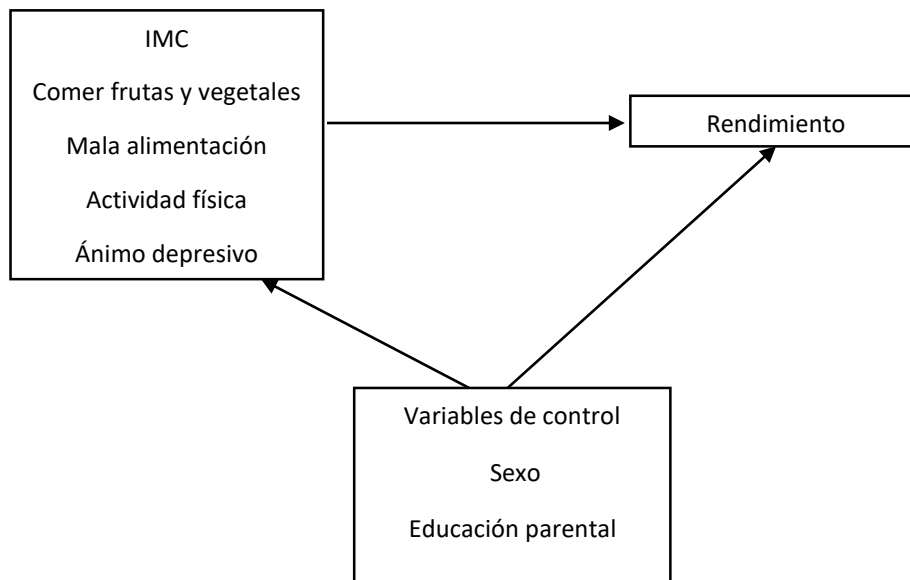 IMC
Comer frutas y vegetales
Mala alimentación
Actividad física
Ánimo depresivo
Rendimiento
Variables de control
Sexo
Educación parental